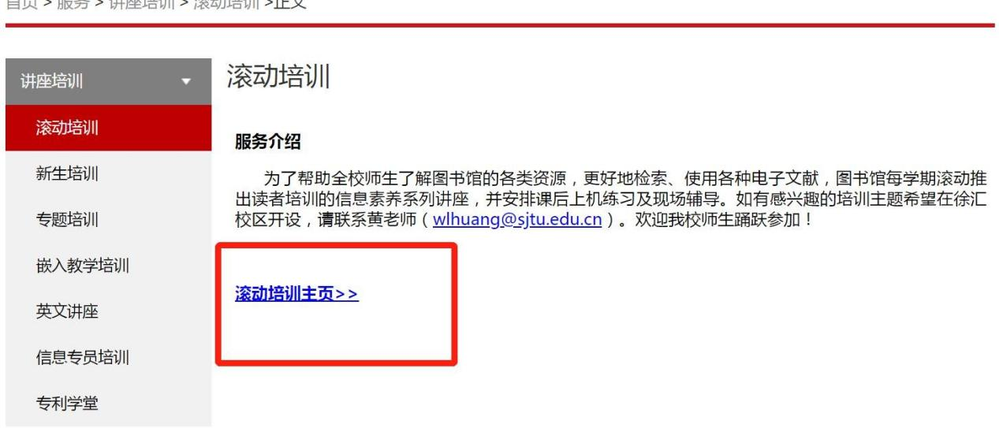 首页 > 服务 > 讲座培训 > 滚动培训 >正文
讲座培训
滚动培训
新生培训
专题培训
嵌入教学培训
英文讲座
信息专员培训
专利学堂
滚动培训
服务介绍
为了帮助全校师生了解图书馆的各类资源，更好地检索、使用各种电子文献，图书馆每学期滚动推
出读者培训的信息素养系列讲座，并安排课后上机练习及现场辅导。如有感兴趣的培训主题希望在徐汇
校区开设，请联系黄老师（wlhuang@sjtu.edu.cn）。欢迎我校师生踊跃参加！
滚动培训主页>>